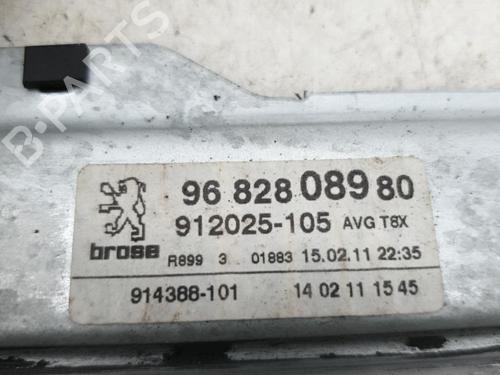 B-PARTS
96 828 089 80
912025-105 AVG T8X
brose
R899 3 01883 15.02.11 22:35
914388-101 14 02 11 15 45